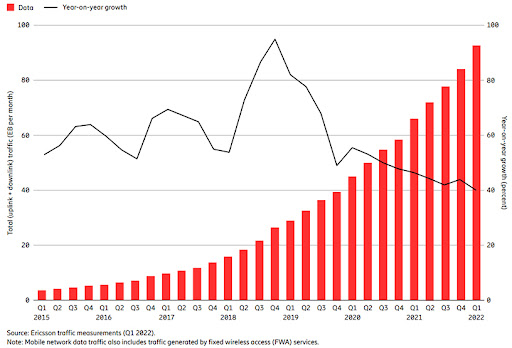 Data Year-on-year growth
100 100
80 80
60 60
40 40
20 20
0 0
Total (uplink + downlink) traffic (EB per month)
Year-on-year growth (percent)
Q1 Q2 Q3 Q4 Q1 Q2 Q3 Q4 Q1 Q2 Q3 Q4 Q1 Q2 Q3 Q4 Q1 Q2 Q3 Q4 Q1 Q2 Q3 Q4 Q1 Q2 Q3 Q4 Q1
2015 2016 2017 2018 2019 2020 2021 2022
Source: Ericsson traffic measurements (Q1 2022).
Note: Mobile network data traffic also includes traffic generated by fixed wireless access (FWA) services.